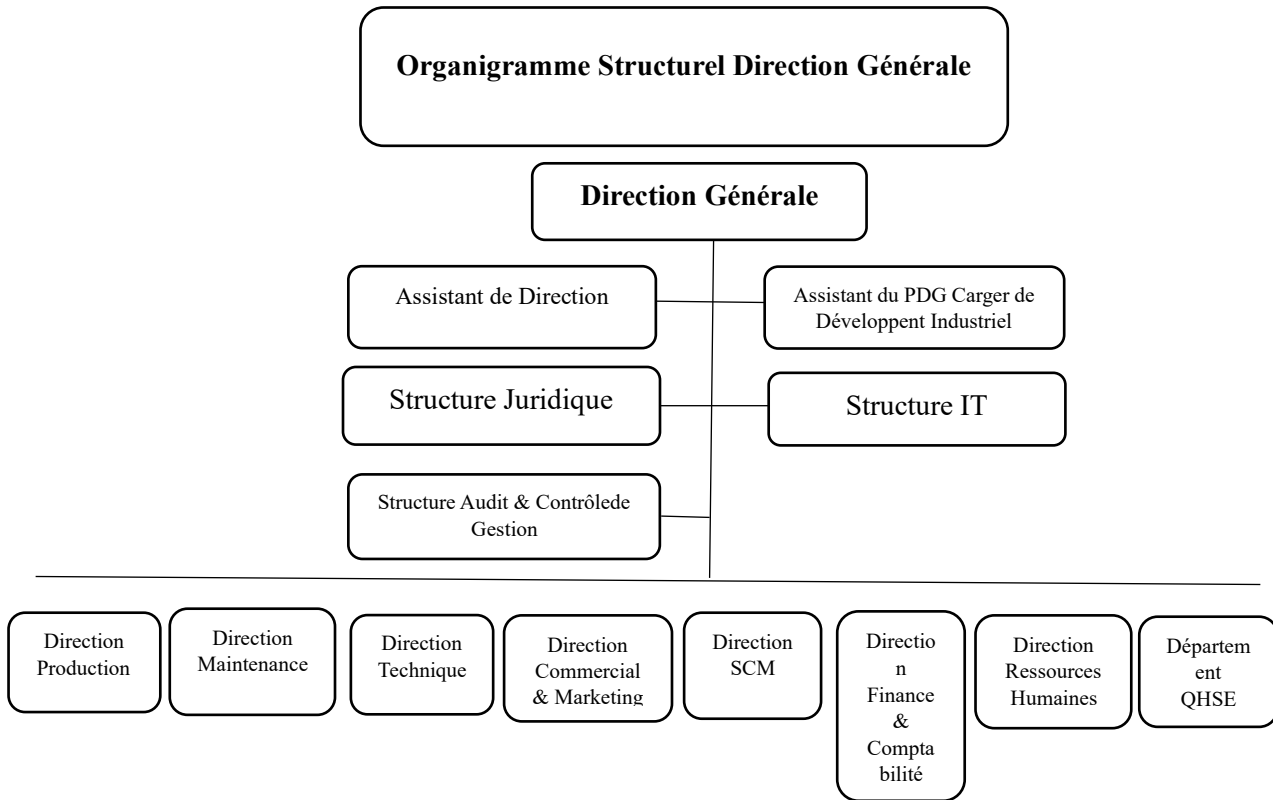 Organigramme Structurel Direction Générale
Direction Générale
Assistant de Direction
Assistant du PDG Carger de
Développent Industriel
Structure Juridique
Structure IT
Structure Audit & Contrôlede
Gestion
Direction
Production
Direction
Maintenance
Direction
Technique
Direction
Commercial
& Marketing
Direction
SCM
Directio
n
Finance
&
Compta
bilité
Direction
Ressources
Humaines
Départem
ent
QHSE